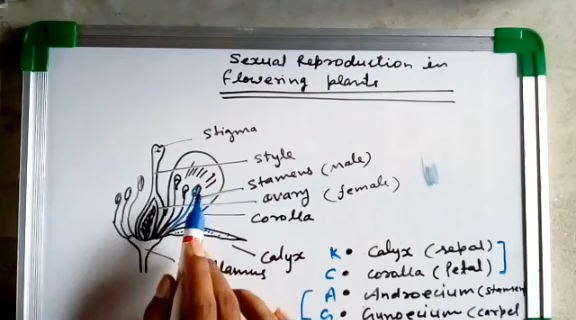 Sexual Reproduction in
flowering plants
Stigma
style
stamens (male)
ovary (female)
corolla
calyx
K • calyx (sepal)
C • corolla (Petal)
A • Androecium (stamen
G • Gynoecium (carpel